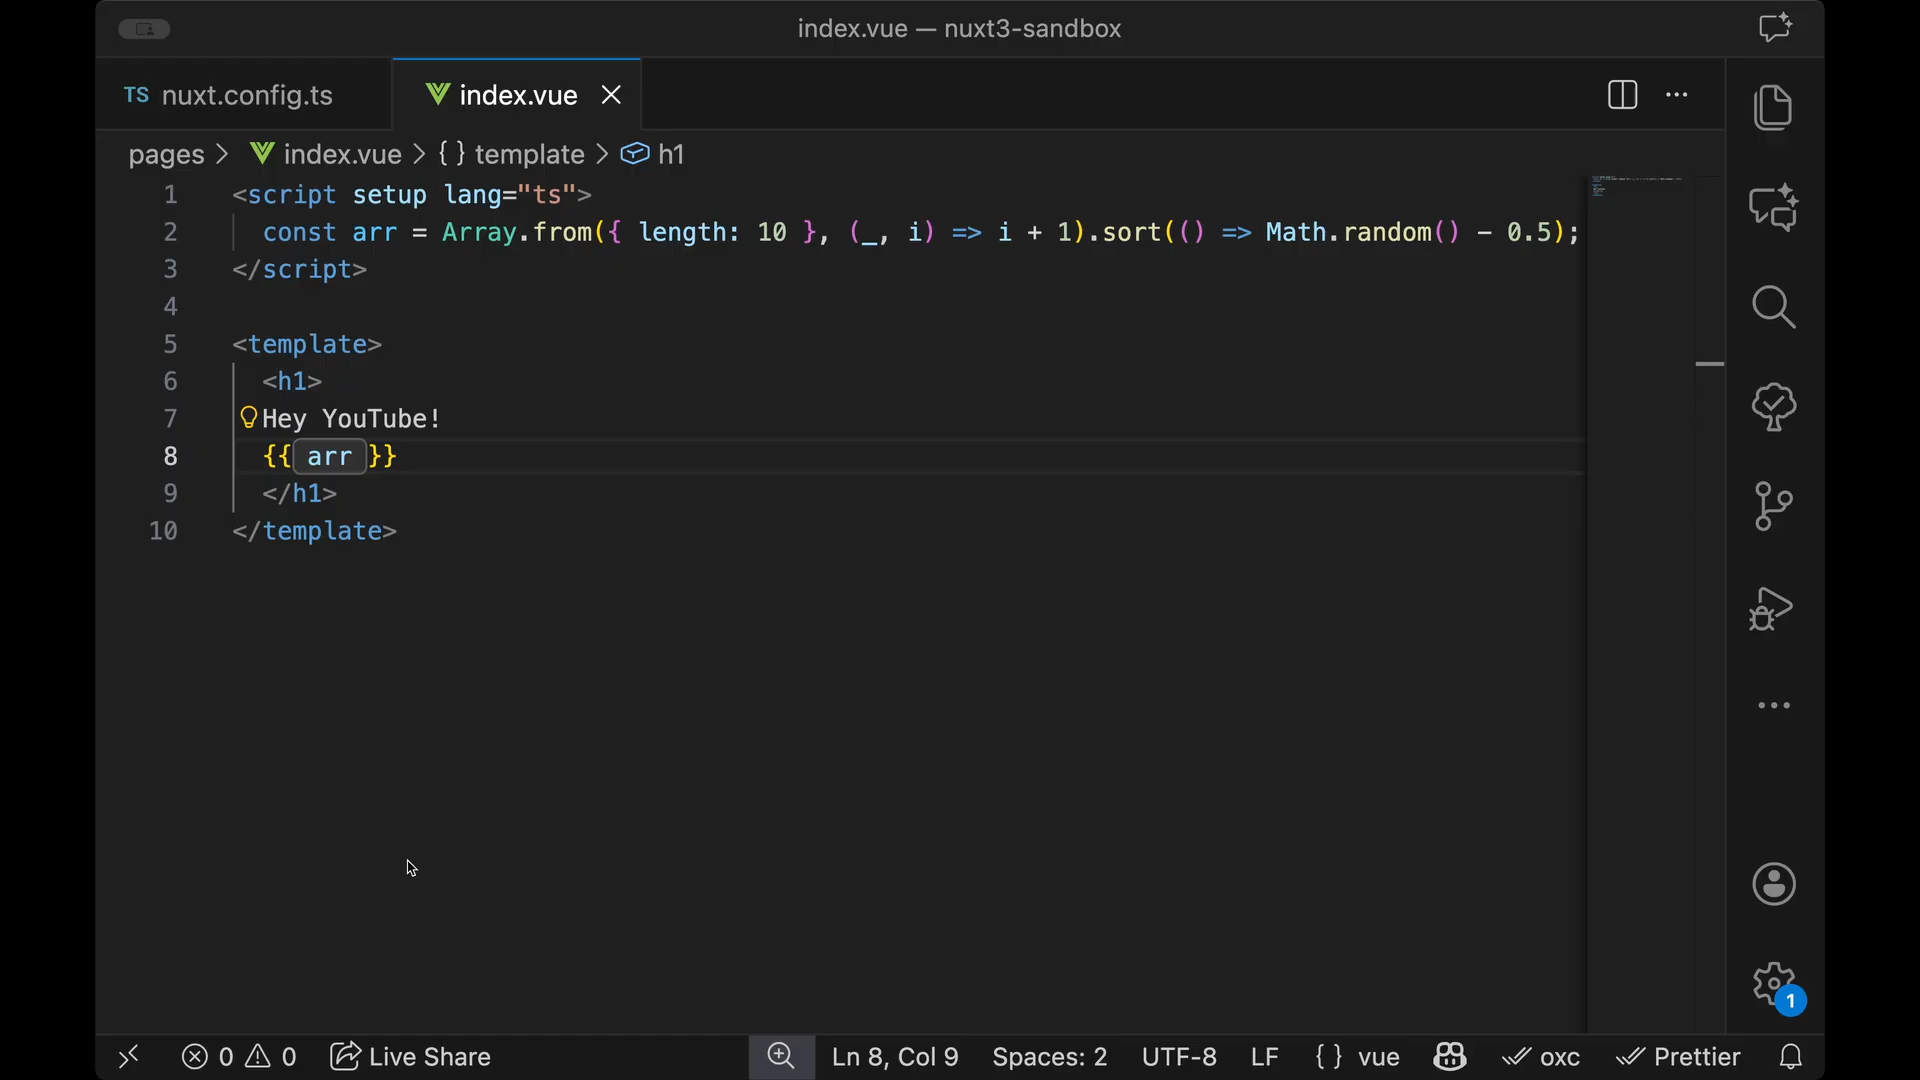 index.vue — nuxt3-sandbox
TS nuxt.config.ts
index.vue
pages > index.vue > {} template > h1
1 <script setup lang="ts">
2 const arr = Array.from({ length: 10 }, (_, i) => i + 1).sort(() => Math.random() - 0.5);
3 </script>
4
5 <template>
6 <h1>
7 Hey YouTube!
8 {{ arr }}
9 </h1>
10 </template>
1
0 0 Live Share Ln 8, Col 9 Spaces: 2 UTF-8 LF {} vue oxc Prettier